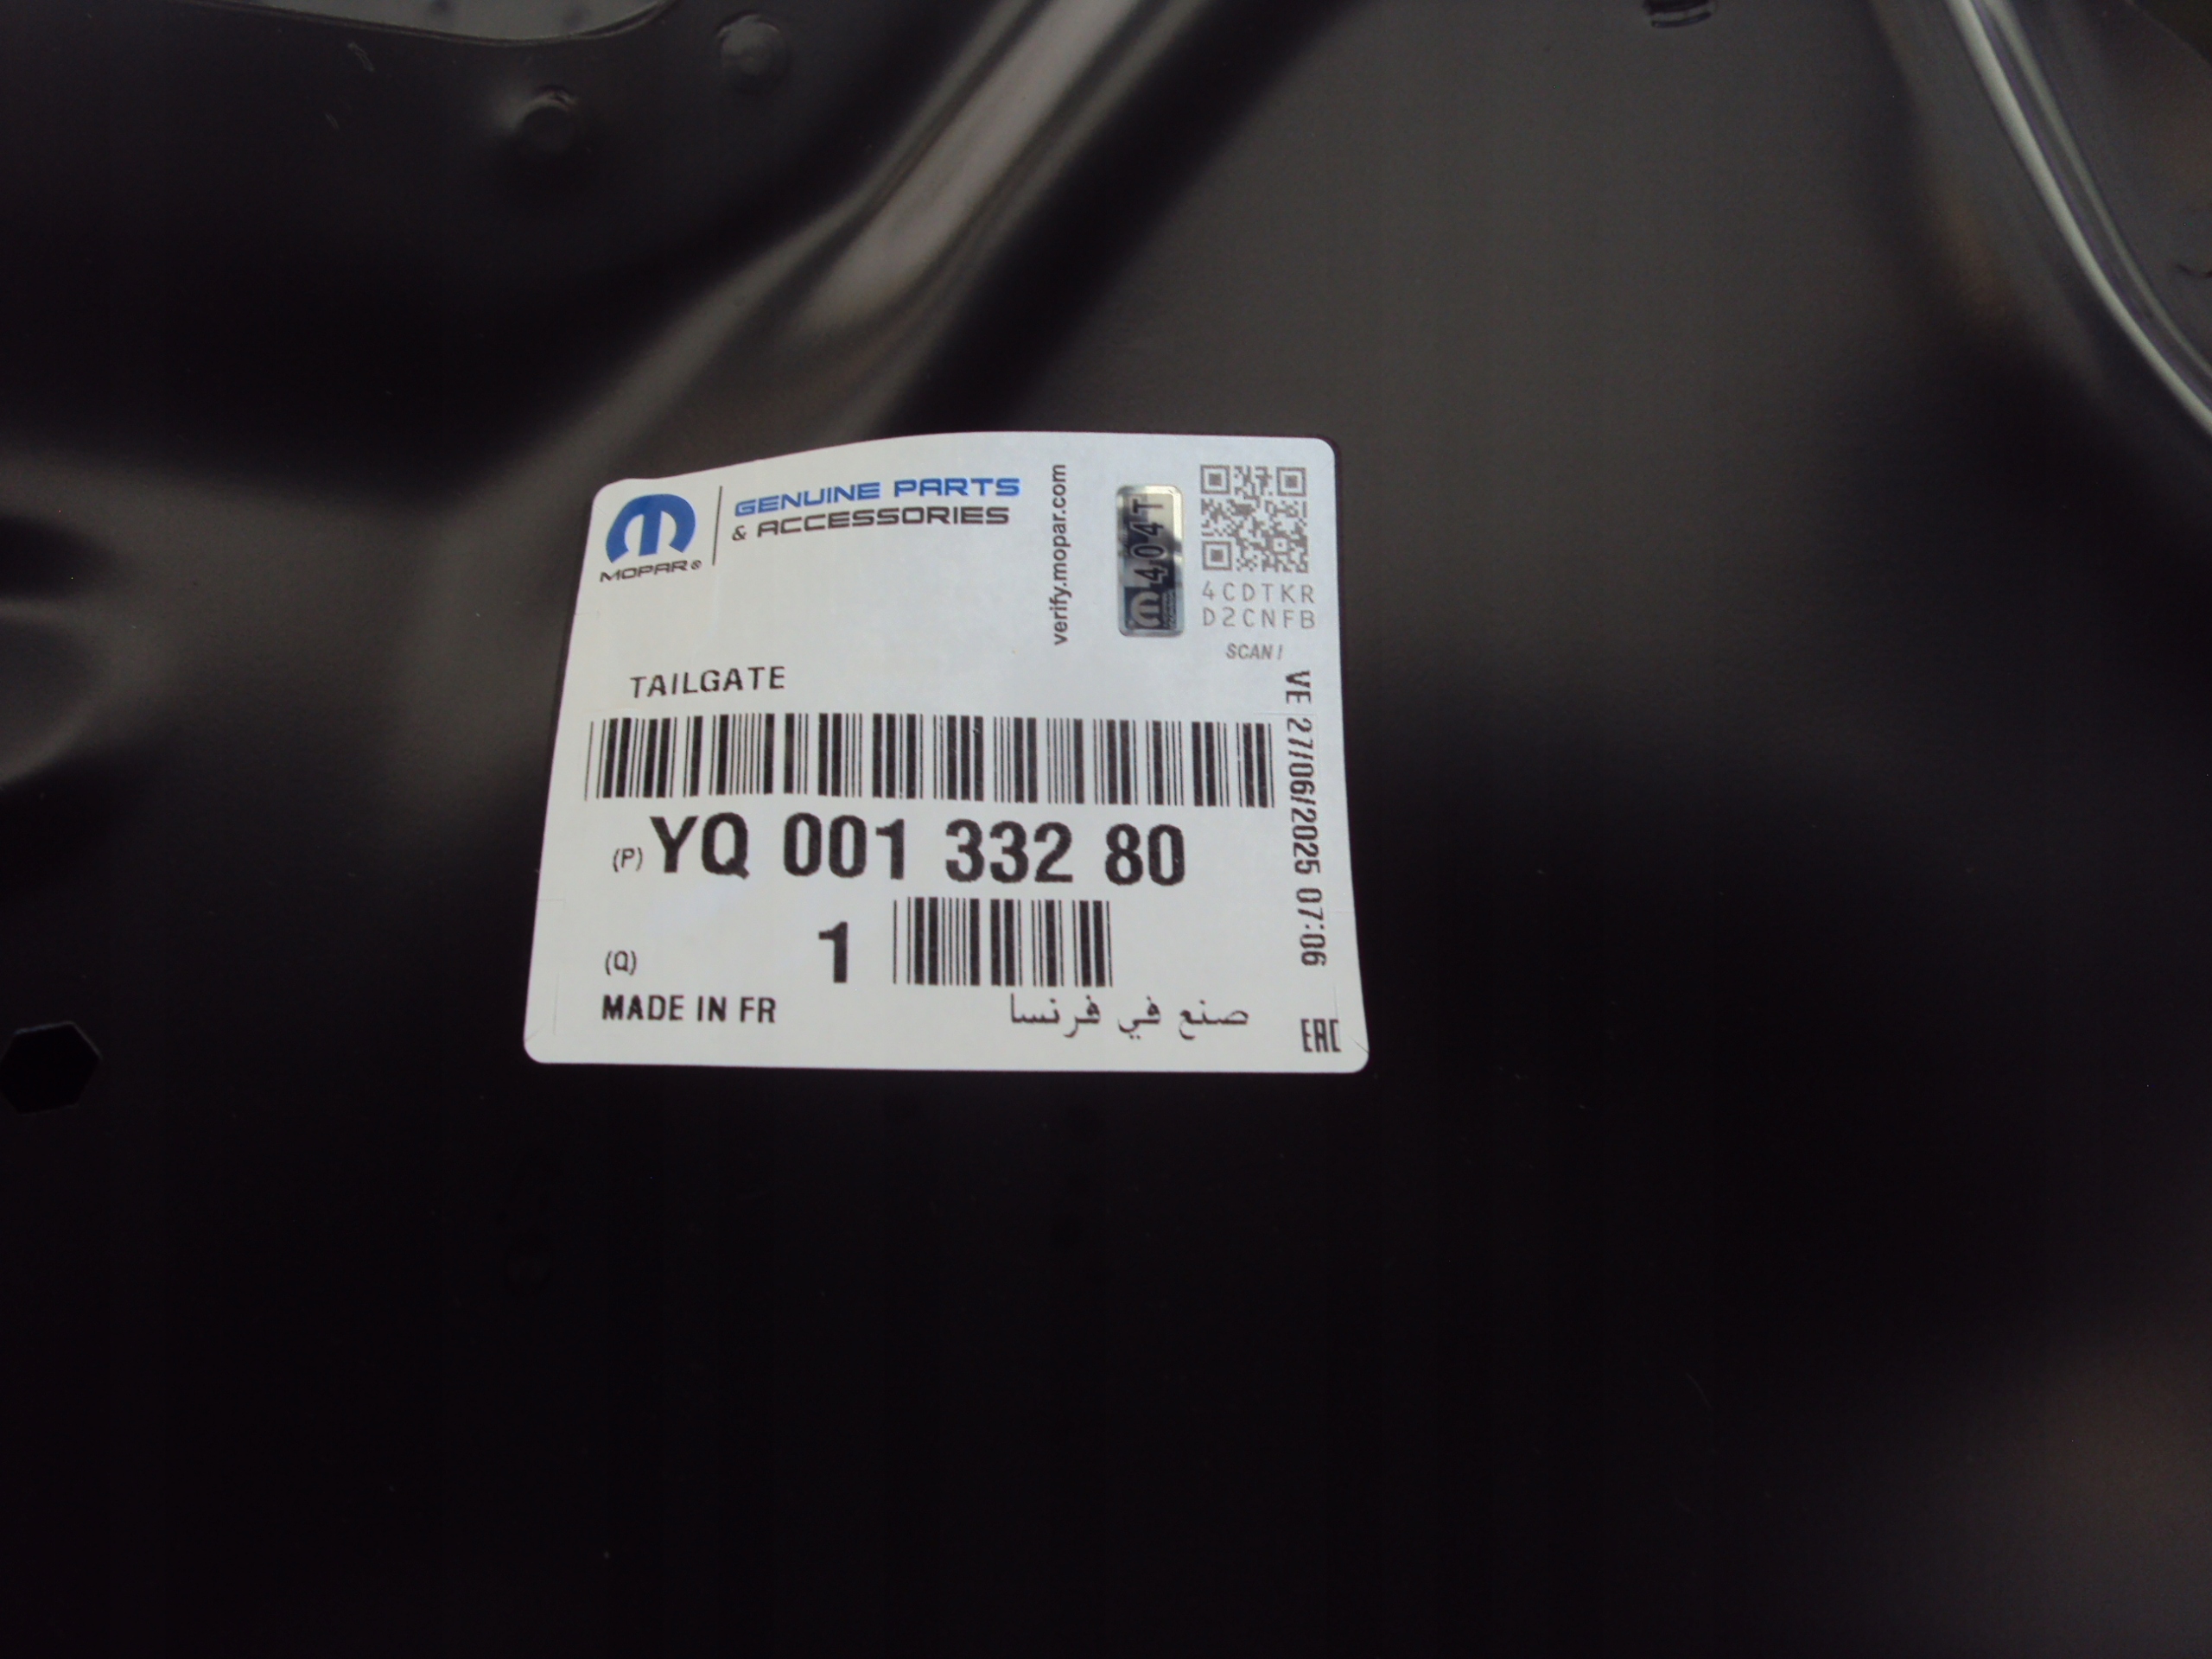 MOPAR®
GENUINE PARTS
& ACCESSORIES
verify.mopar.com
404T
4CDTKR
D2CNFB
SCAN!
TAILGATE
(P) YQ 001 332 80
VE 27/06/2025 07:06
(Q) 1
MADE IN FR
صنع في فرنسا
EAC